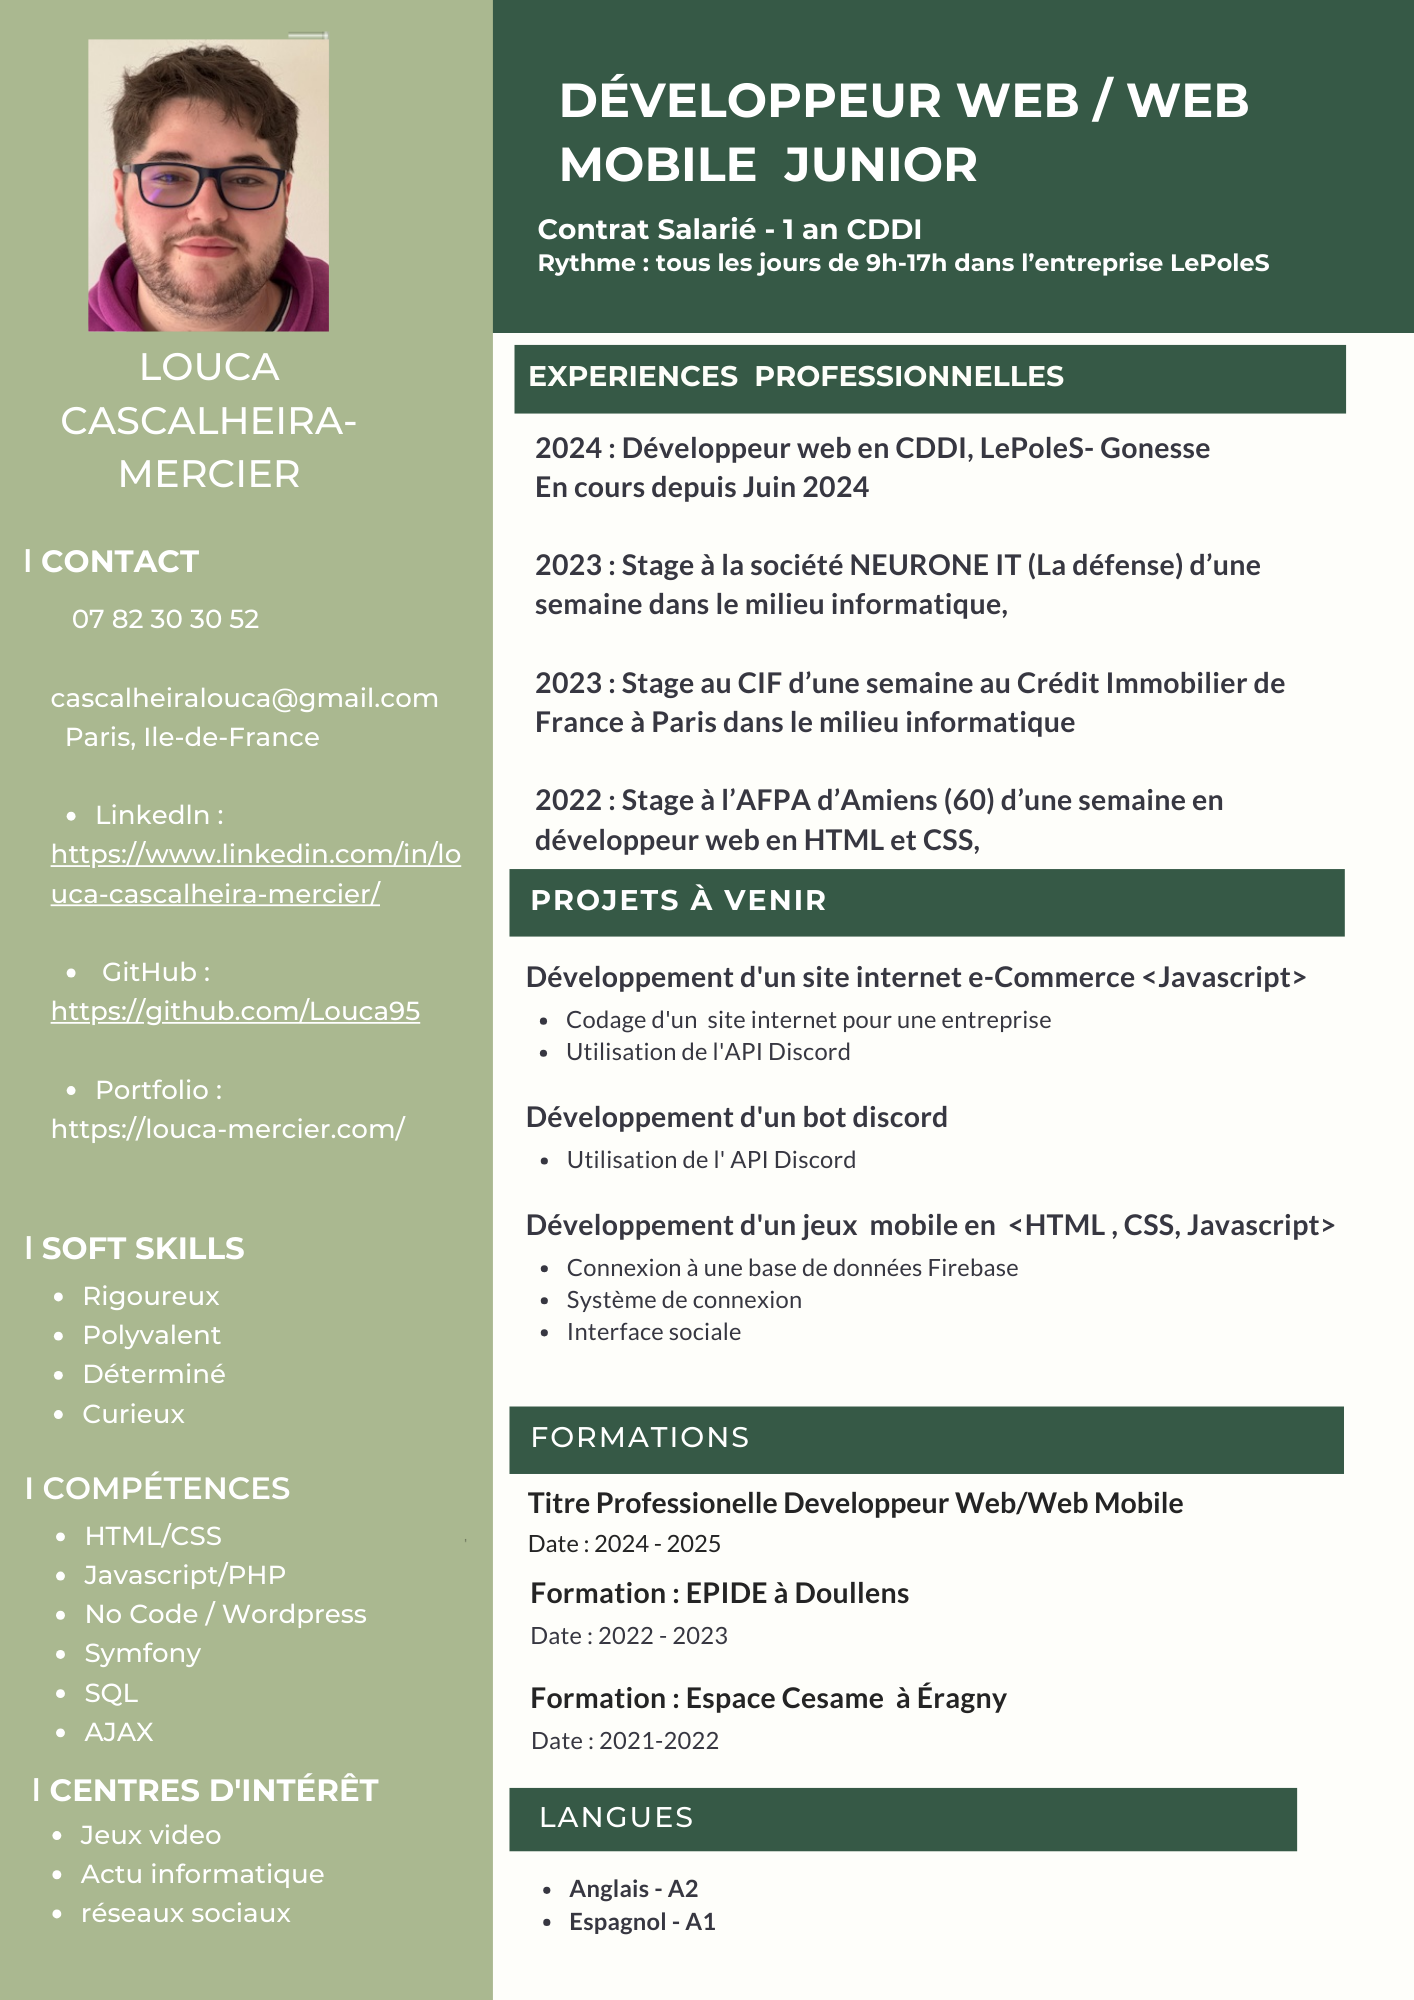 LOUCA
CASCALHEIRA-
MERCIER
| CONTACT
07 82 30 30 52
cascalheiralouca@gmail.com
Paris, Ile-de-France
• Linkedln :
https://www.linkedin.com/in/lo
uca-cascalheira-mercier/
• GitHub :
https://github.com/Louca95
• Portfolio :
https://louca-mercier.com/
| SOFT SKILLS
• Rigoureux
• Polyvalent
• Déterminé
• Curieux
| COMPÉTENCES
• HTML/CSS
• Javascript/PHP
• No Code / Wordpress
• Symfony
• SQL
• AJAX
| CENTRES D'INTÉRÊT
• Jeux video
• Actu informatique
• réseaux sociaux
DÉVELOPPEUR WEB / WEB
MOBILE JUNIOR
Contrat Salarié - 1 an CDDI
Rythme : tous les jours de 9h-17h dans l’entreprise LePoleS
EXPERIENCES PROFESSIONNELLES
2024 : Développeur web en CDDI, LePoleS- Gonesse
En cours depuis Juin 2024
2023 : Stage à la société NEURONE IT (La défense) d’une
semaine dans le milieu informatique,
2023 : Stage au CIF d’une semaine au Crédit Immobilier de
France à Paris dans le milieu informatique
2022 : Stage à l’AFPA d’Amiens (60) d’une semaine en
développeur web en HTML et CSS,
PROJETS À VENIR
Développement d'un site internet e-Commerce <Javascript>
• Codage d'un site internet pour une entreprise
• Utilisation de l'API Discord
Développement d'un bot discord
• Utilisation de l' API Discord
Développement d'un jeux mobile en <HTML , CSS, Javascript>
• Connexion à une base de données Firebase
• Système de connexion
• Interface sociale
FORMATIONS
Titre Professionelle Developpeur Web/Web Mobile
Date : 2024 - 2025
Formation : EPIDE à Doullens
Date : 2022 - 2023
Formation : Espace Cesame à Éragny
Date : 2021-2022
LANGUES
• Anglais - A2
• Espagnol - A1